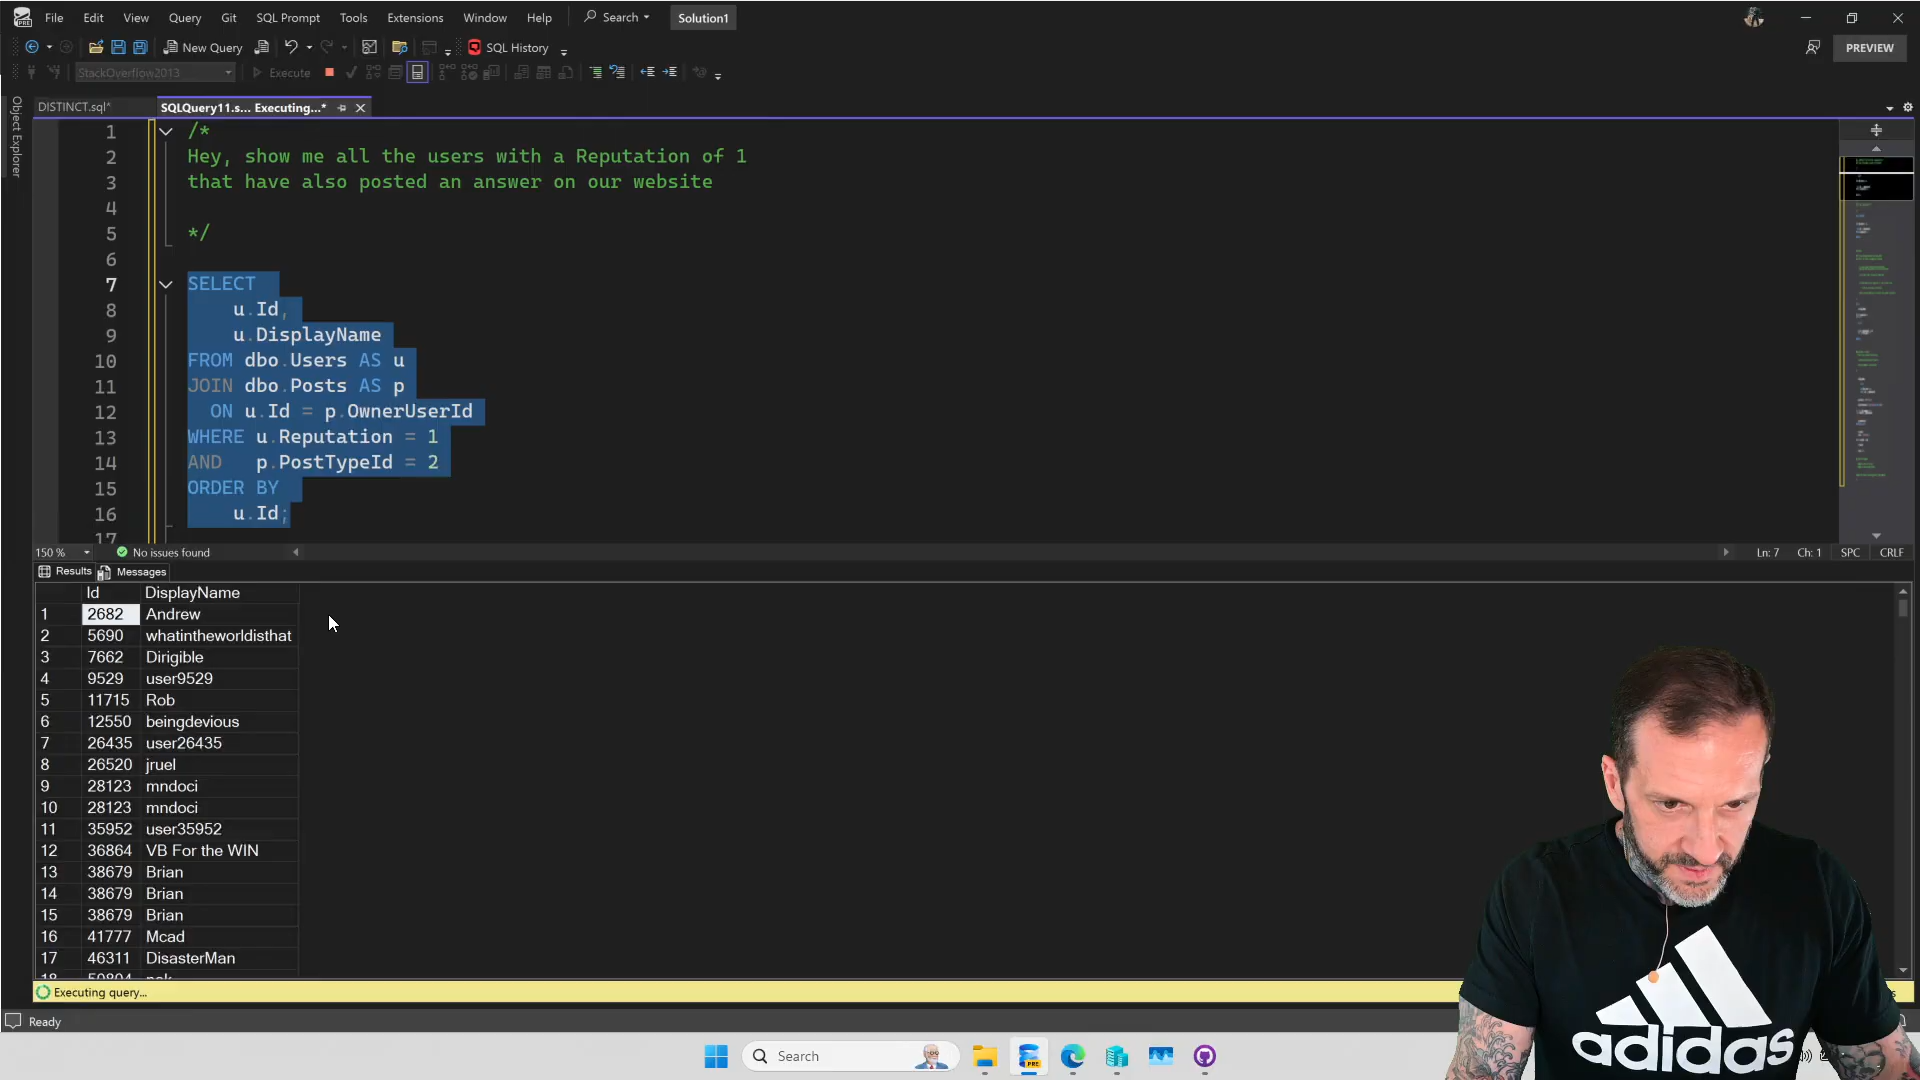 File Edit View Query Git SQL Prompt Tools Extensions Window Help Search Solution1
New Query SQL History PREVIEW
StackOverflow2013 Execute
DISTINCT.sql* SQLQuery11.s... Executing...*
Object Explorer
1 /*
2 Hey, show me all the users with a Reputation of 1
3 that have also posted an answer on our website
4
5 */
6
7 SELECT
8 u.Id,
9 u.DisplayName
10 FROM dbo.Users AS u
11 JOIN dbo.Posts AS p
12 ON u.Id = p.OwnerUserId
13 WHERE u.Reputation = 1
14 AND p.PostTypeId = 2
15 ORDER BY
16 u.Id;
17
150 % No issues found Ln: 7 Ch: 1 SPC CRLF
Results Messages
Id DisplayName
1 2682 Andrew
2 5690 whatintheworldisthat
3 7662 Dirigible
4 9529 user9529
5 11715 Rob
6 12550 beingdevious
7 26435 user26435
8 26520 jruel
9 28123 mndoci
10 28123 mndoci
11 35952 user35952
12 36864 VB For the WIN
13 38679 Brian
14 38679 Brian
15 38679 Brian
16 41777 Mcad
17 46311 DisasterMan
Executing query...
Ready
Search
adidas